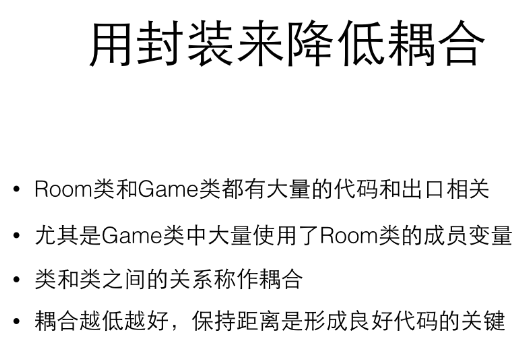 用封装来降低耦合
• Room类和Game类都有大量的代码和出口相关
• 尤其是Game类中大量使用了Room类的成员变量
• 类和类之间的关系称作耦合
• 耦合越低越好，保持距离是形成良好代码的关键